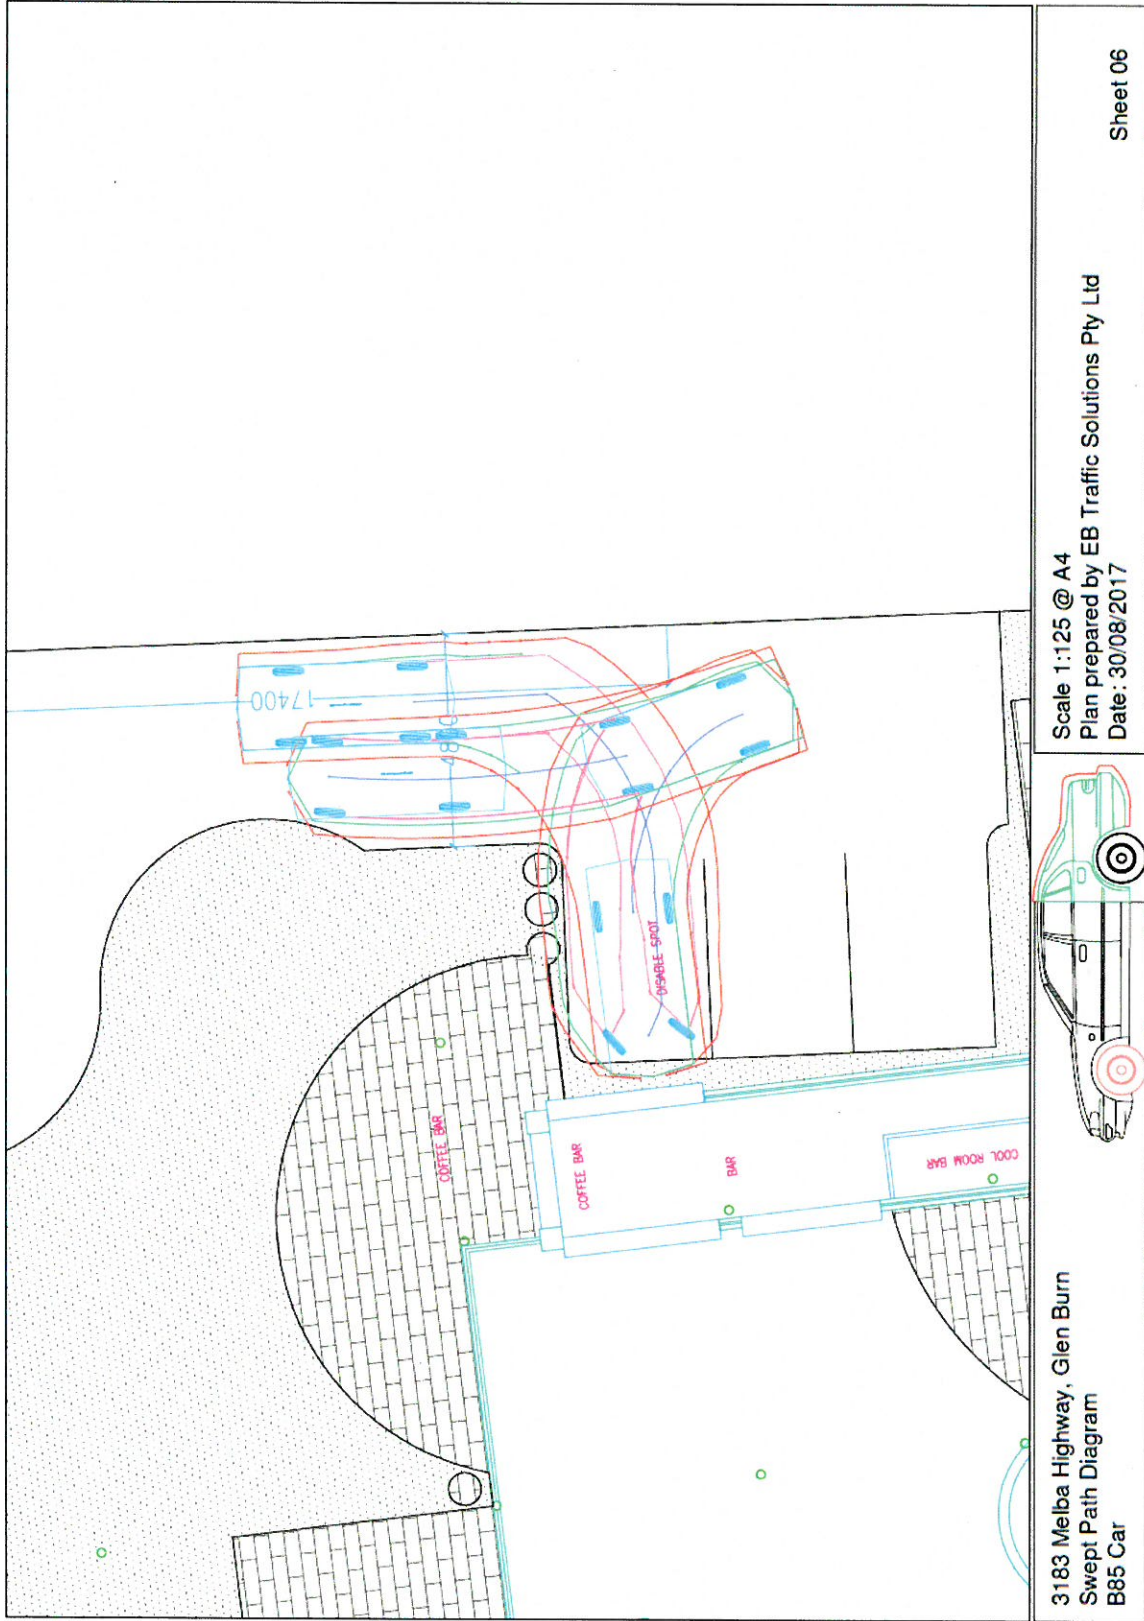 17400
DISABLE SPOT
COFFEE BAR
COFFEE BAR
BAR
COOL ROOM BAR
3183 Melba Highway, Glen Burn
Swept Path Diagram
B85 Car
Scale 1:125 @ A4
Plan prepared by EB Traffic Solutions Pty Ltd
Date: 30/08/2017
Sheet 06